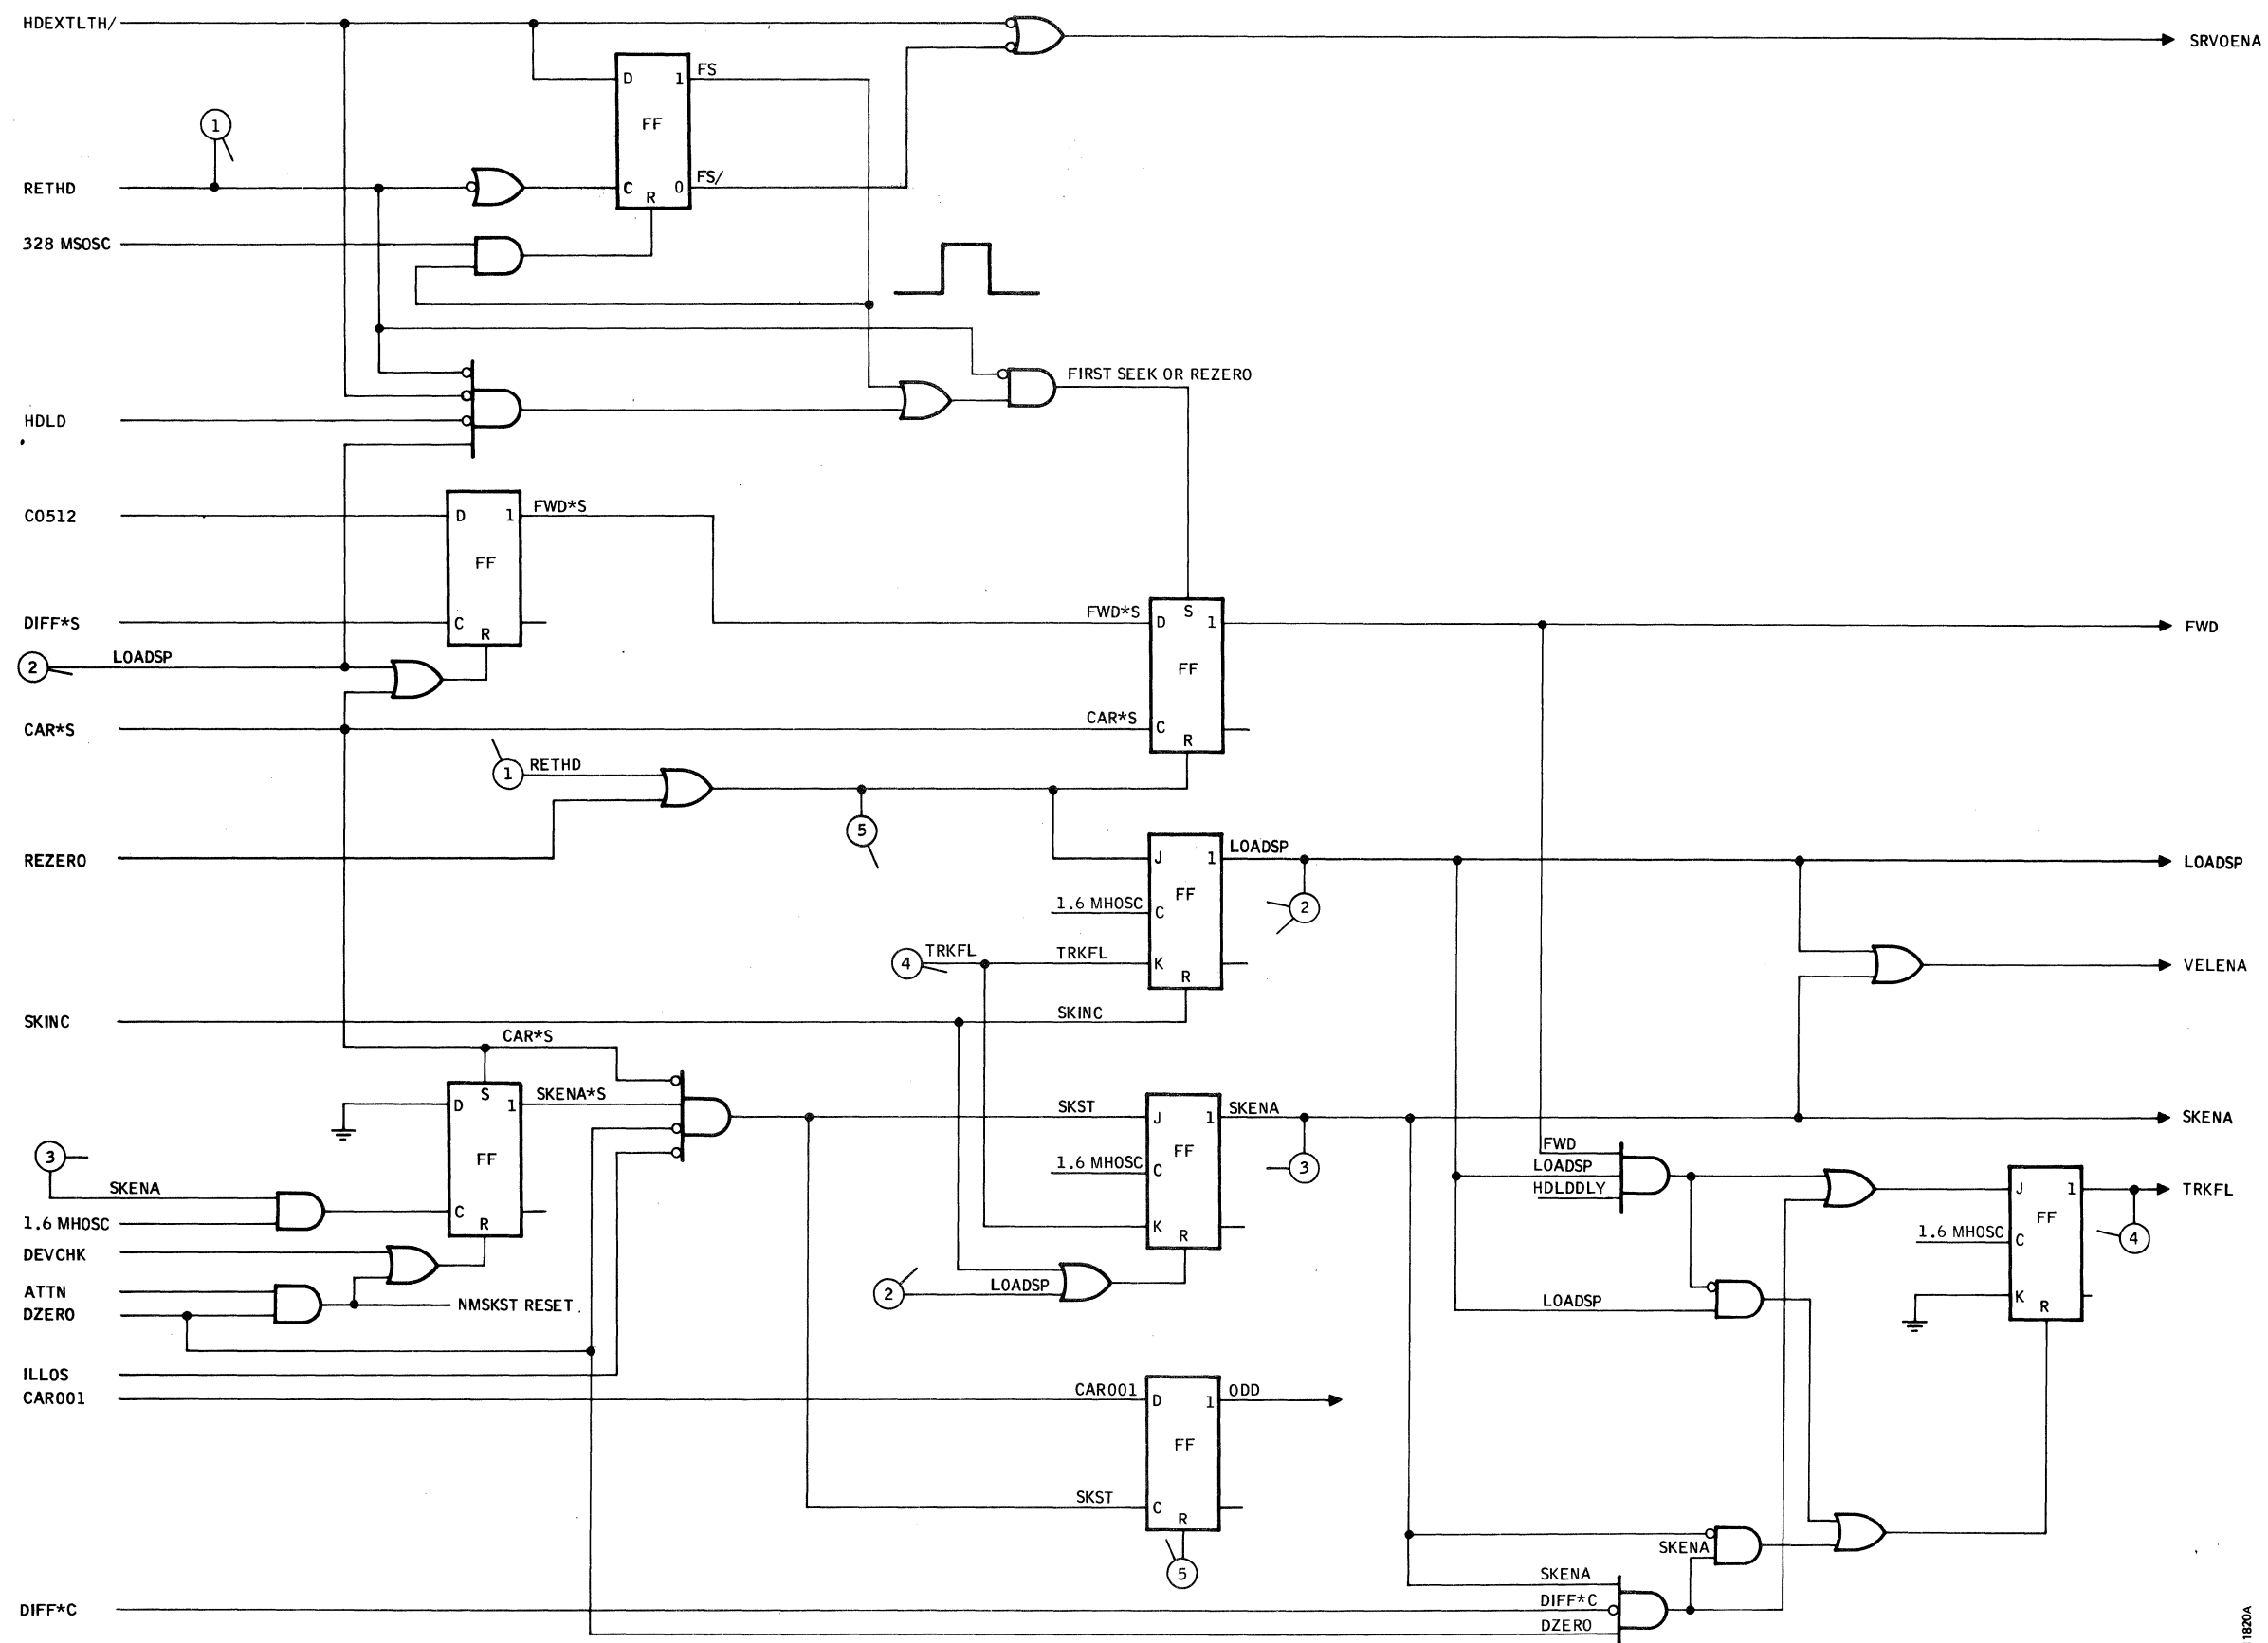 HDEXTLTH/
SRVOENA
D 1 FS
FF
1
RETHD
C R 0 FS/
328 MSOSC
FIRST SEEK OR REZERO
HDLD
CO512
D 1 FWD*S
FF
DIFF*S
C R
FWD*S D S 1
FWD
2 LOADSP
FF
CAR*S
CAR*S C R
1 RETHD
5
REZERO
J 1 LOADSP
LOADSP
FF
1.6 MHOSC C
2
4 TRKFL
TRKFL K R
VELENA
SKINC
SKINC
CAR*S
D S 1 SKENA*S
FF
SKST J 1 SKENA
SKENA
FF
1.6 MHOSC C
3
3
SKENA
1.6 MHOSC
C R
FWD
LOADSP
HDLDDLY
J 1
TRKFL
FF
1.6 MHOSC C
4
K R
K R
DEVCHK
ATTN
DZERO
NMSKST RESET
2 LOADSP
LOADSP
ILLOS
CAR001
CAR001 D 1 ODD
FF
SKST C R
5
SKENA
SKENA
DIFF*C
DIFF*C
DZERO
1820A